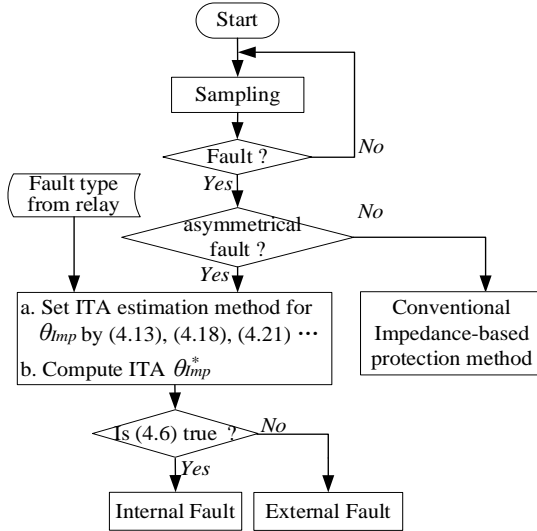 Start
Sampling
Fault ?
No
Yes
Fault type
from relay
asymmetrical
fault ?
No
Yes
a. Set ITA estimation method for
θImp by (4.13), (4.18), (4.21) ⋯
b. Compute ITA θ*Imp
Conventional
Impedance-based
protection method
Is (4.6) true ?
No
Yes
Internal Fault
External Fault